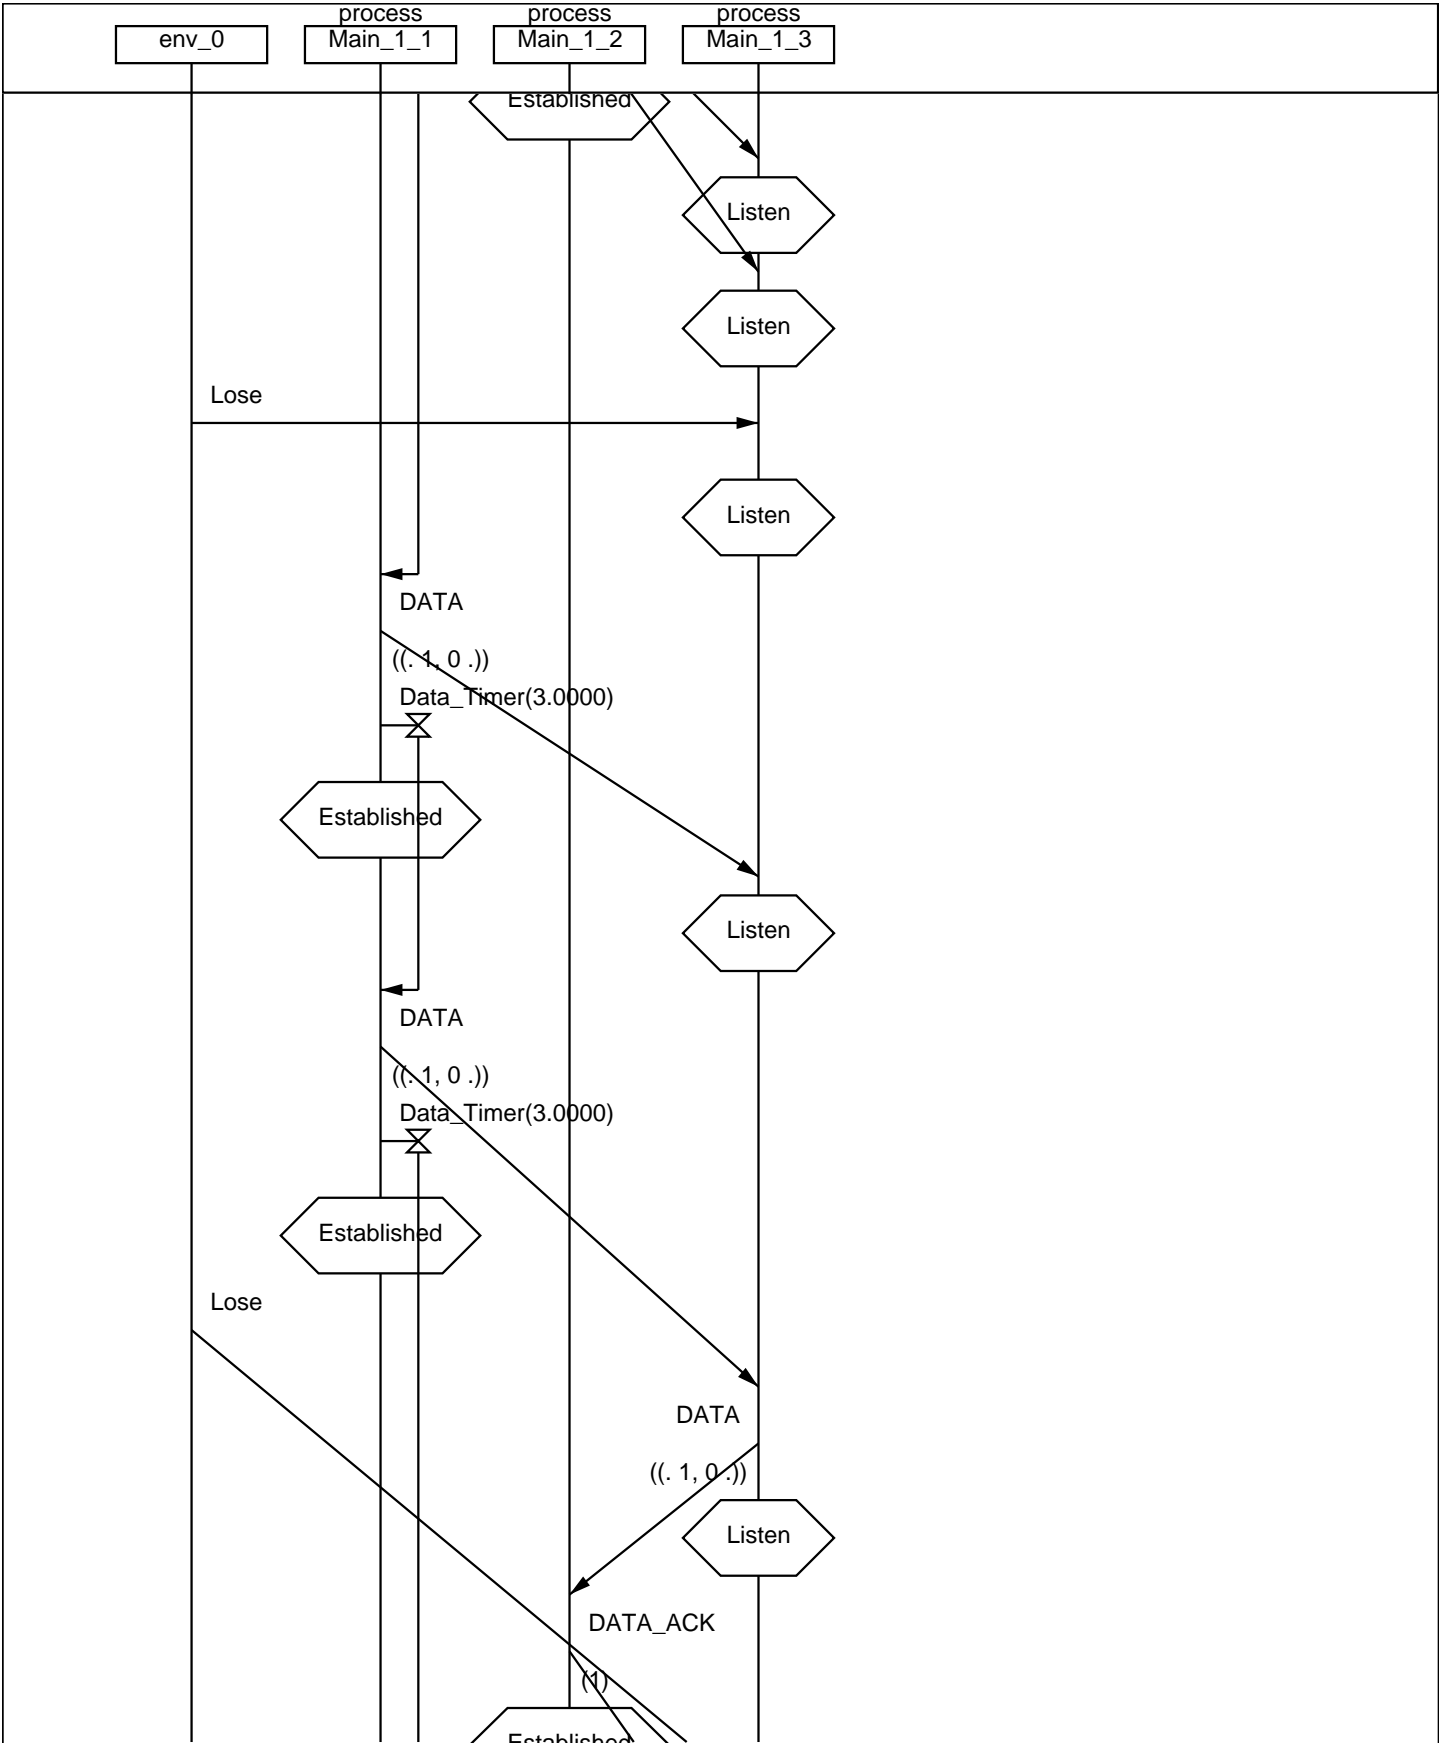 process process process
env_0 Main_1_1 Main_1_2 Main_1_3
Established
Listen
Listen
Lose
Listen
DATA
((. 1, 0 .))
Data_Timer(3.0000)
Established
Listen
DATA
((. 1, 0 .))
Data_Timer(3.0000)
Established
Lose
DATA
((. 1, 0 .))
Listen
DATA_ACK
(1)
Established